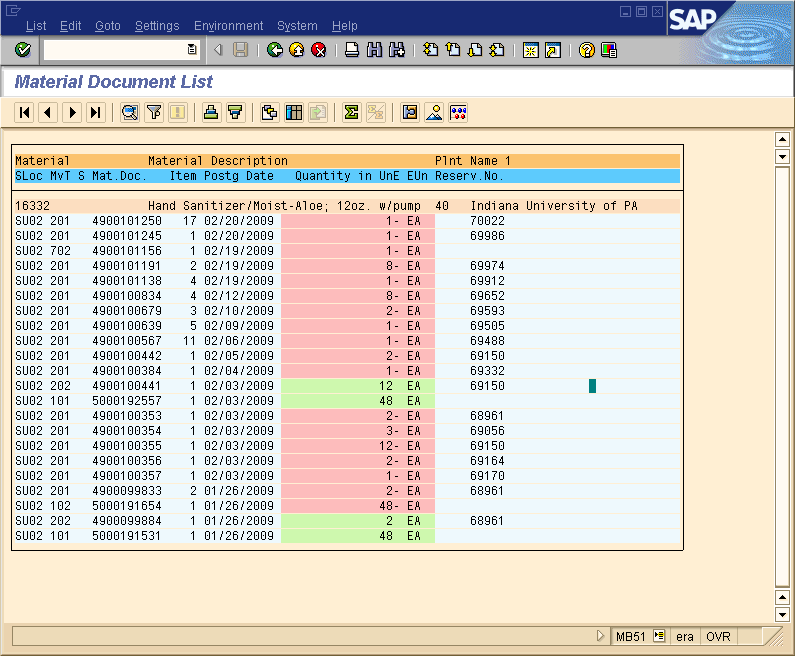 List Edit Goto Settings Environment System Help
SAP
Material Document List
Material Material Description Plnt Name 1
SLoc MvT S Mat.Doc. Item Postg Date Quantity in UnE EUn Reserv.No.
16332 Hand Sanitizer/Moist-Aloe; 12oz. w/pump 40 Indiana University of PA
SU02 201 4900101250 17 02/20/2009 1- EA 70022
SU02 201 4900101245 1 02/20/2009 1- EA 69986
SU02 702 4900101156 1 02/19/2009 1- EA
SU02 201 4900101191 2 02/19/2009 8- EA 69974
SU02 201 4900101138 4 02/19/2009 1- EA 69912
SU02 201 4900100834 4 02/12/2009 8- EA 69652
SU02 201 4900100679 3 02/10/2009 2- EA 69593
SU02 201 4900100639 5 02/09/2009 1- EA 69505
SU02 201 4900100567 11 02/06/2009 1- EA 69488
SU02 201 4900100442 1 02/05/2009 2- EA 69150
SU02 201 4900100384 1 02/04/2009 1- EA 69332
SU02 202 4900100441 1 02/03/2009 12 EA 69150
SU02 101 5000192557 1 02/03/2009 48 EA
SU02 201 4900100353 1 02/03/2009 2- EA 68961
SU02 201 4900100354 1 02/03/2009 3- EA 69056
SU02 201 4900100355 1 02/03/2009 12- EA 69150
SU02 201 4900100356 1 02/03/2009 2- EA 69164
SU02 201 4900100357 1 02/03/2009 1- EA 69170
SU02 201 4900099833 2 01/26/2009 2- EA 68961
SU02 102 5000191654 1 01/26/2009 48- EA
SU02 202 4900099884 1 01/26/2009 2 EA 68961
SU02 101 5000191531 1 01/26/2009 48 EA
MB51 era OVR